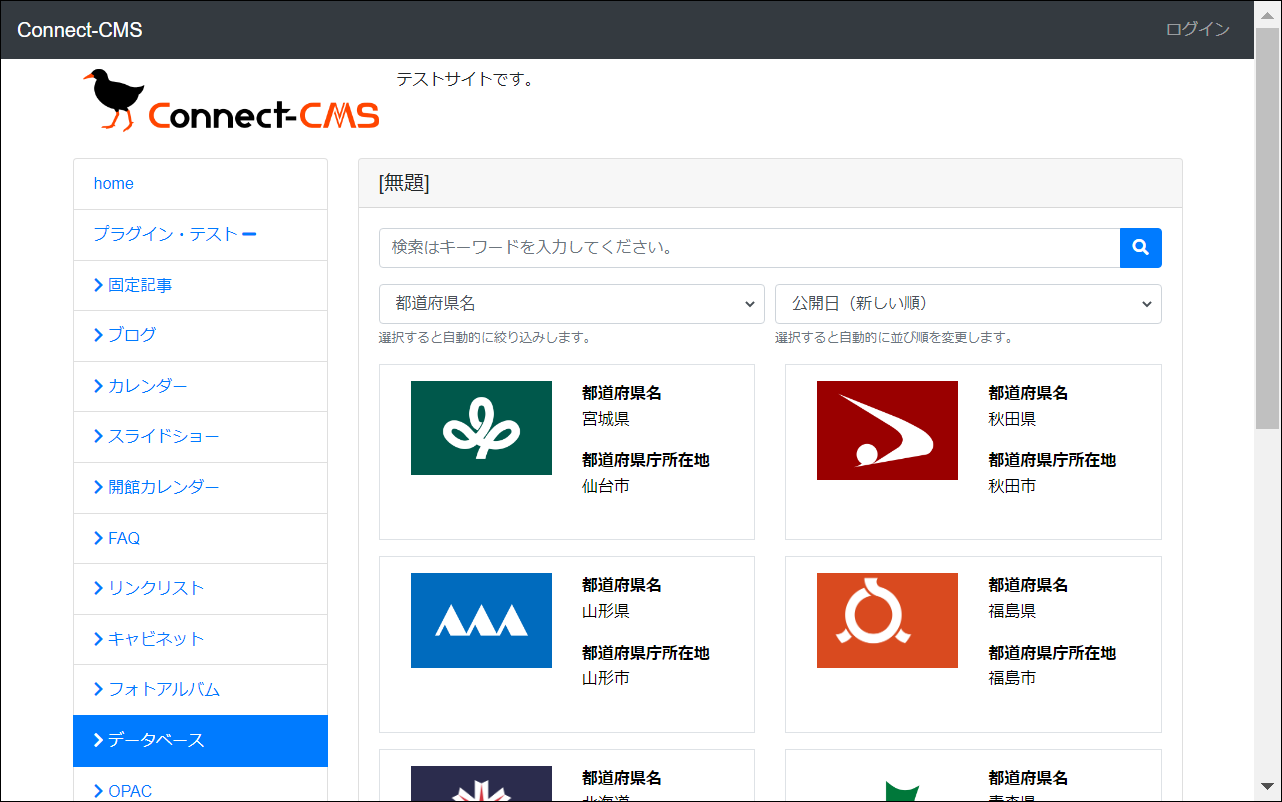 Connect-CMS
ログイン
Connect-CMS
テストサイトです。
home
プラグイン・テスト
固定記事
ブログ
カレンダー
スライドショー
開館カレンダー
FAQ
リンクリスト
キャビネット
フォトアルバム
データベース
OPAC
[無題]
検索はキーワードを入力してください。
都道府県名
公開日（新しい順）
選択すると自動的に絞り込みします。
選択すると自動的に並び順を変更します。
都道府県名
宮城県
都道府県庁所在地
仙台市
都道府県名
秋田県
都道府県庁所在地
秋田市
都道府県名
山形県
都道府県庁所在地
山形市
都道府県名
福島県
都道府県庁所在地
福島市
都道府県名
北海道
都道府県名
青森県